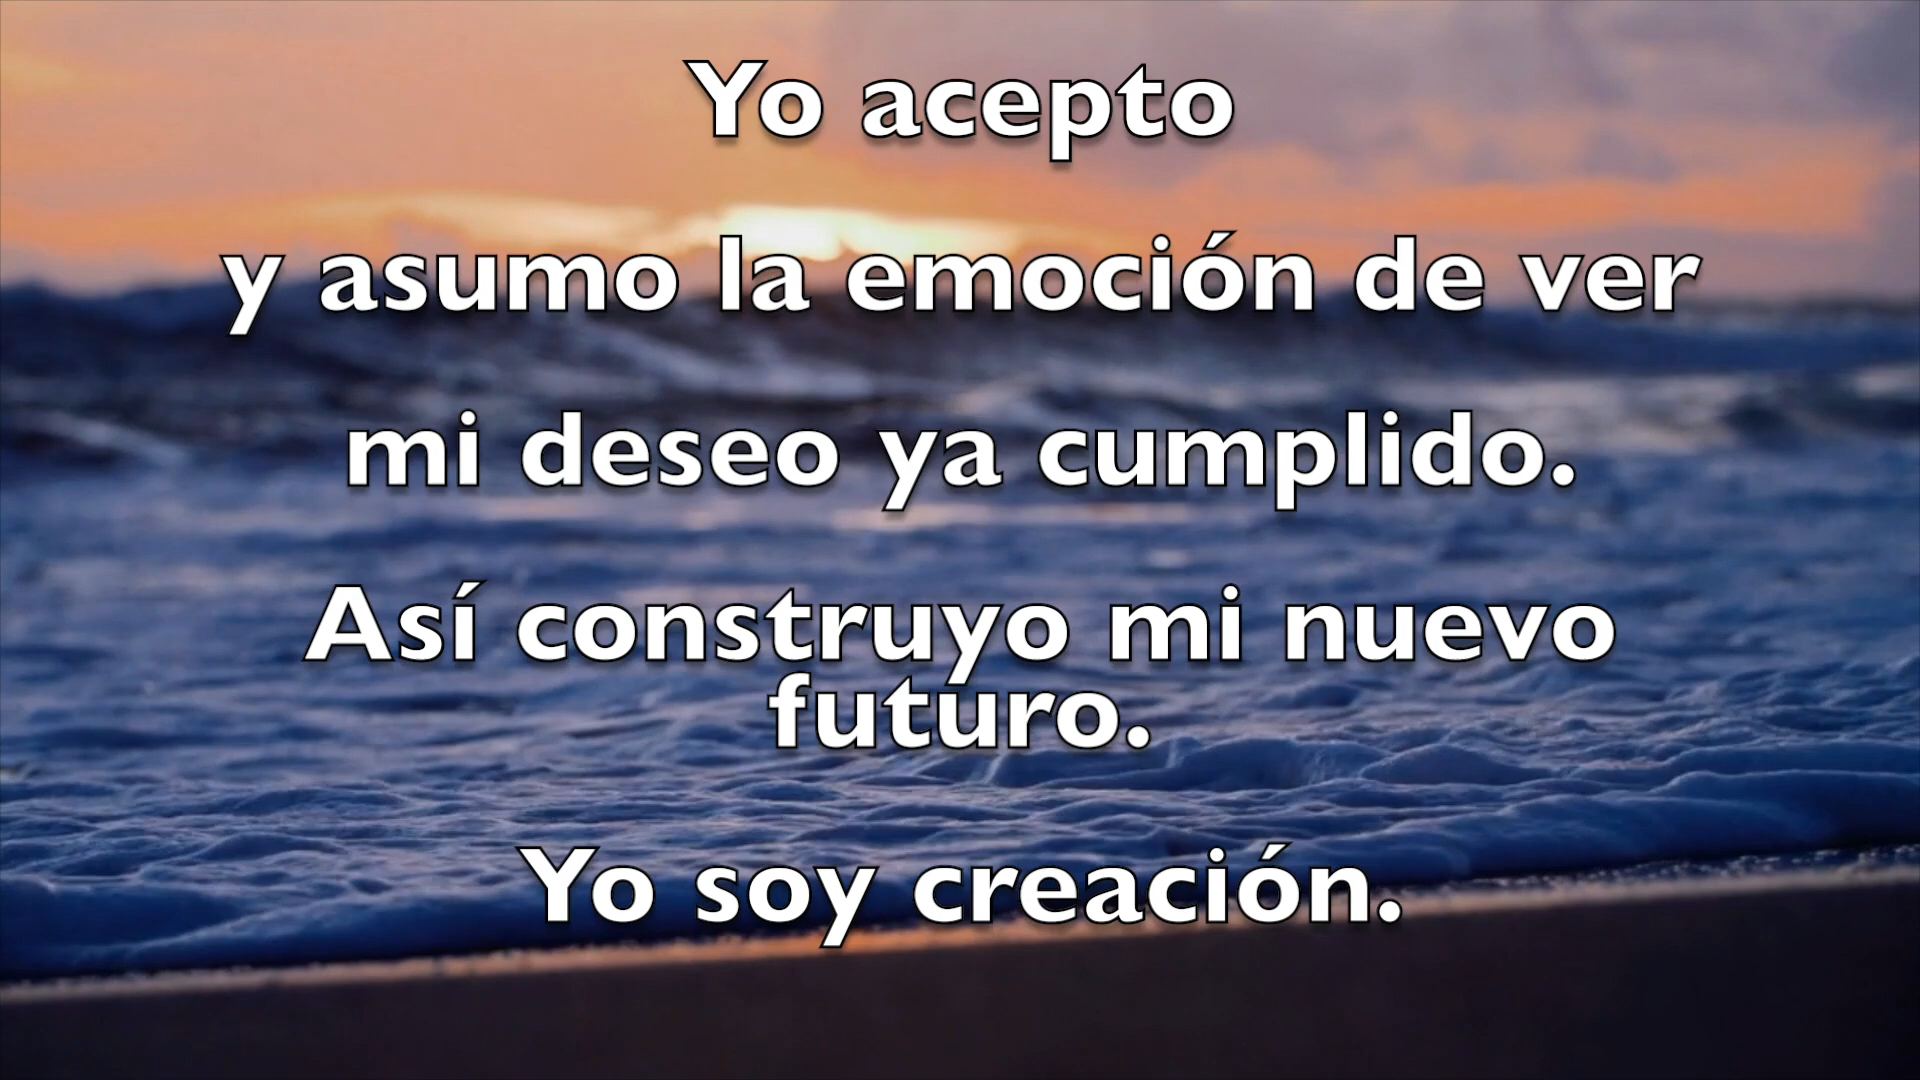 Yo acepto
y asumo la emoción de ver
mi deseo ya cumplido.
Así construyo mi nuevo
futuro.
Yo soy creación.